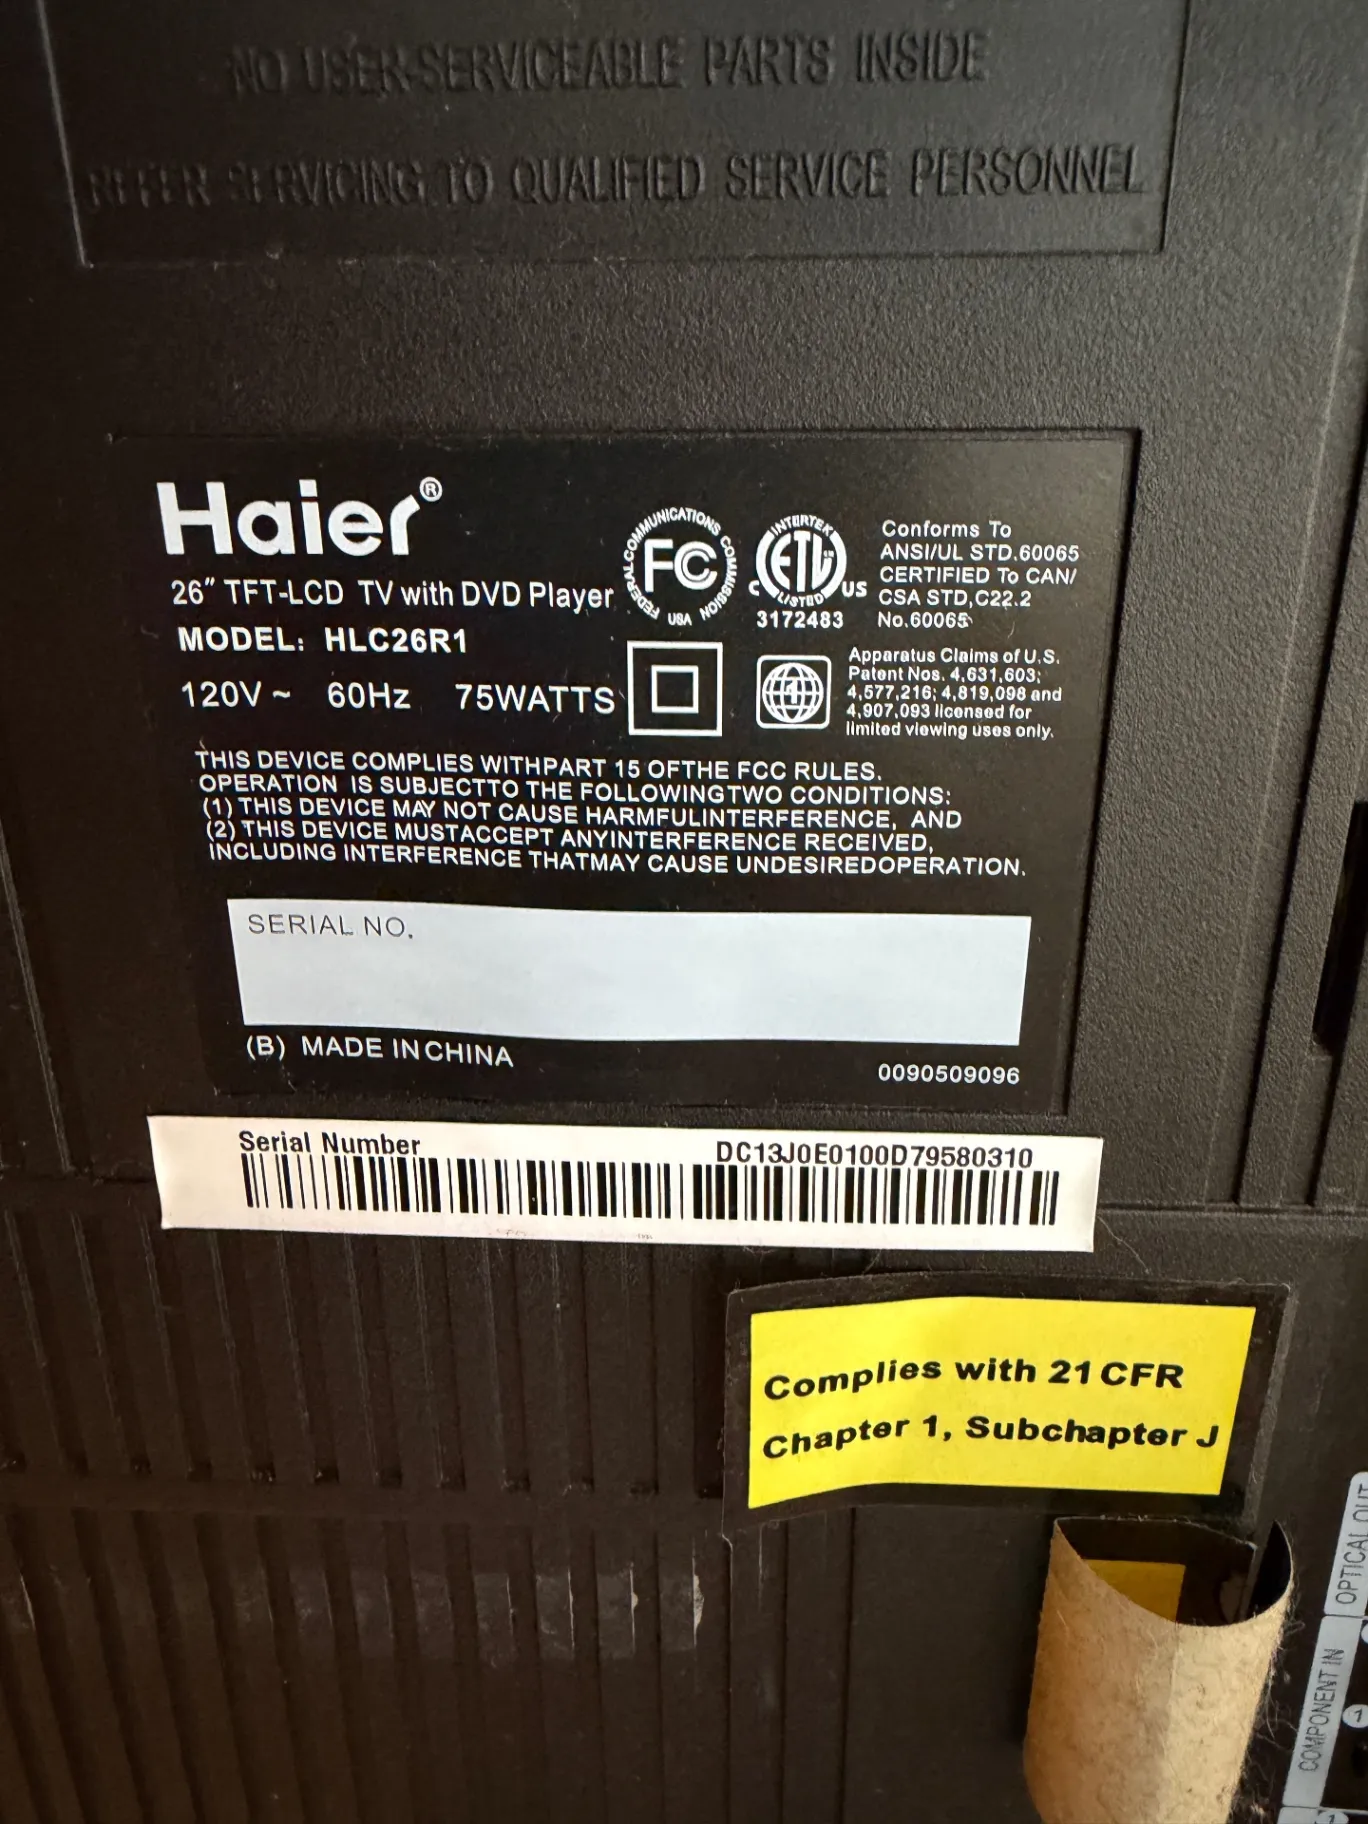 NO USER-SERVICEABLE PARTS INSIDE
REFER SERVICING TO QUALIFIED SERVICE PERSONNEL
Haier®
26" TFT-LCD TV with DVD Player
MODEL: HLC26R1
120V ~ 60Hz 75WATTS
FEDERAL COMMUNICATIONS COMMISSION
FC
USA
INTERTEK
ETL
LISTED
C US
3172483
Conforms To
ANSI/UL STD.60065
CERTIFIED To CAN/
CSA STD,C22.2
No.60065
1
Apparatus Claims of U.S.
Patent Nos. 4,631,603;
4,577,216; 4,819,098 and
4,907,093 licensed for
limited viewing uses only.
THIS DEVICE COMPLIES WITHPART 15 OFTHE FCC RULES.
OPERATION IS SUBJECTTO THE FOLLOWINGTWO CONDITIONS:
(1) THIS DEVICE MAY NOT CAUSE HARMFULINTERFERENCE, AND
(2) THIS DEVICE MUSTACCEPT ANYINTERFERENCE RECEIVED,
INCLUDING INTERFERENCE THATMAY CAUSE UNDESIREDOPERATION.
SERIAL NO.
(B) MADE IN CHINA
0090509096
Serial Number DC13J0E0100D79580310
Complies with 21 CFR
Chapter 1, Subchapter J
OPTICAL OUT
COMPONENT IN
1
1